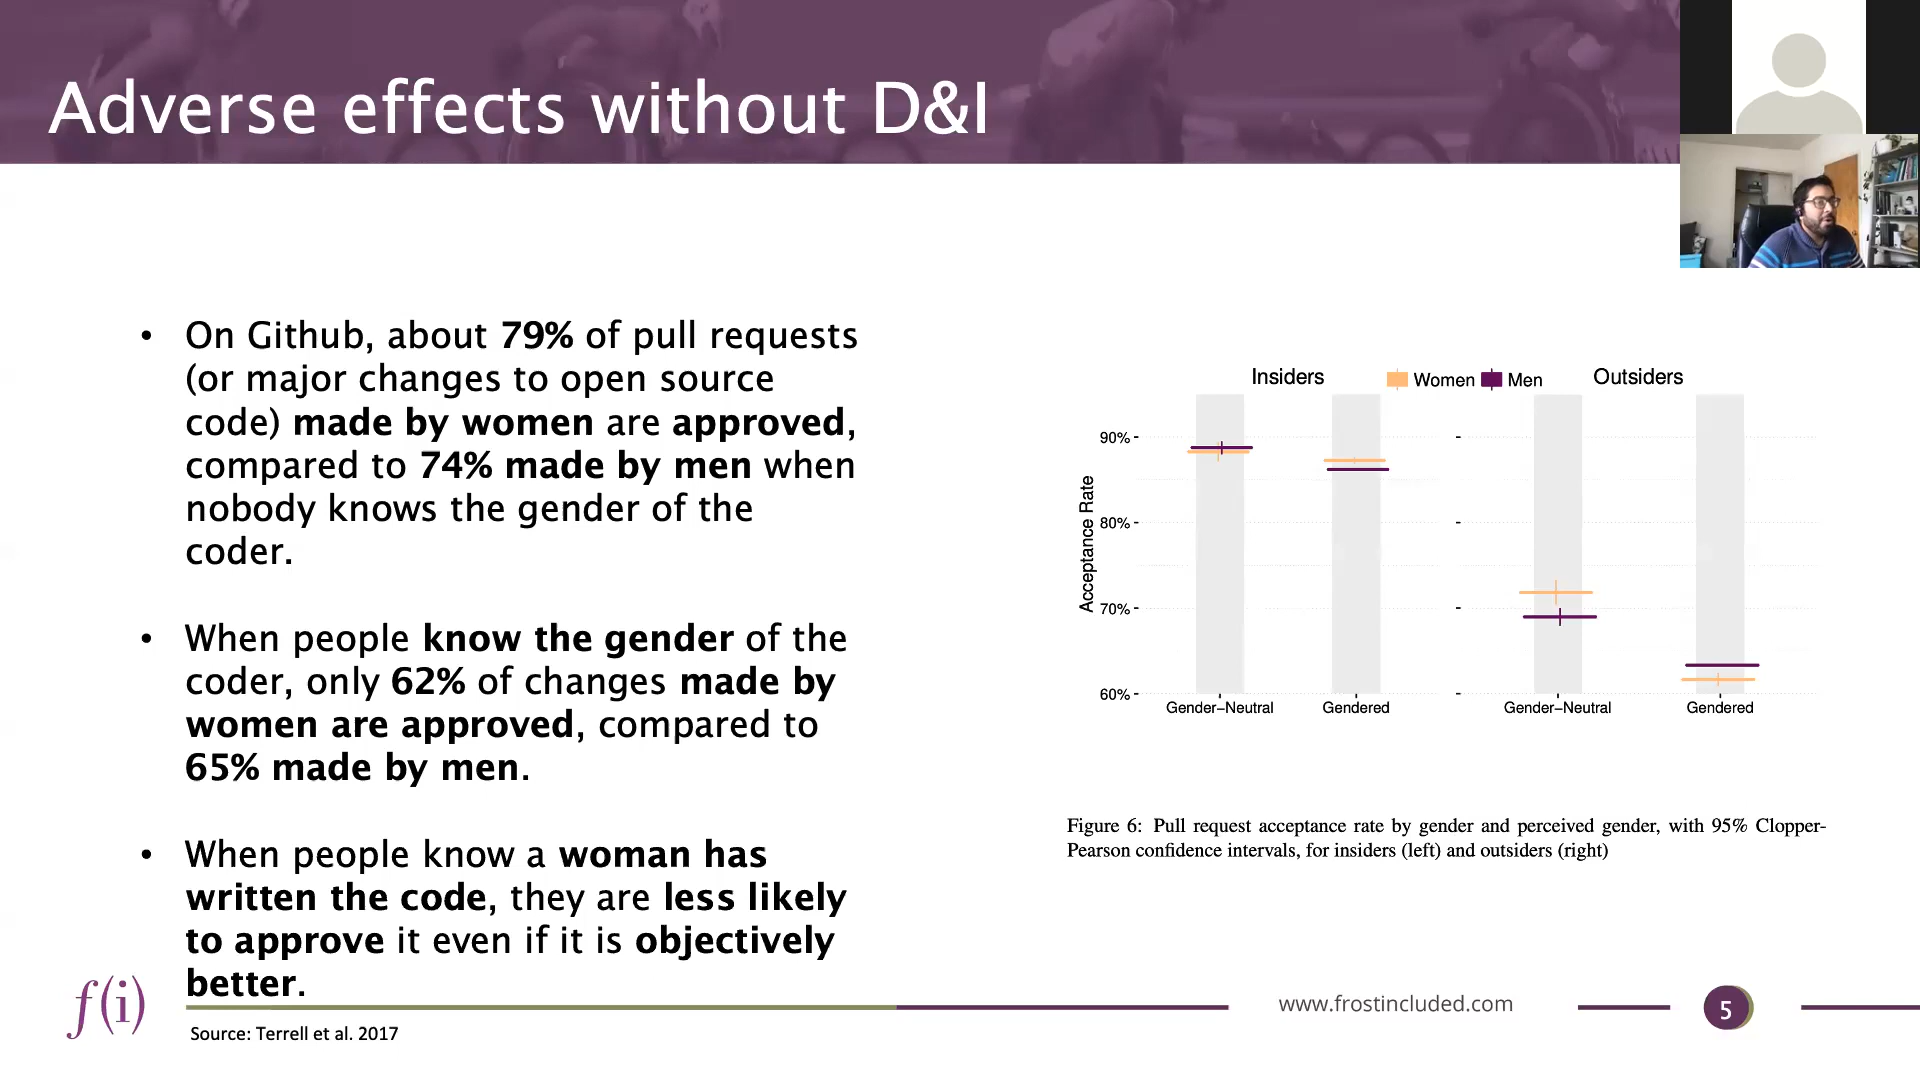 Adverse effects without D&I
• On Github, about 79% of pull requests
(or major changes to open source
code) made by women are approved,
compared to 74% made by men when
nobody knows the gender of the
coder.
• When people know the gender of the
coder, only 62% of changes made by
women are approved, compared to
65% made by men.
• When people know a woman has
written the code, they are less likely
to approve it even if it is objectively
better.
Insiders Women Men Outsiders
Acceptance Rate
90%
80%
70%
60%
Gender–Neutral Gendered Gender–Neutral Gendered
Figure 6: Pull request acceptance rate by gender and perceived gender, with 95% Clopper-
Pearson confidence intervals, for insiders (left) and outsiders (right)
f(i)
www.frostincluded.com
5
Source: Terrell et al. 2017